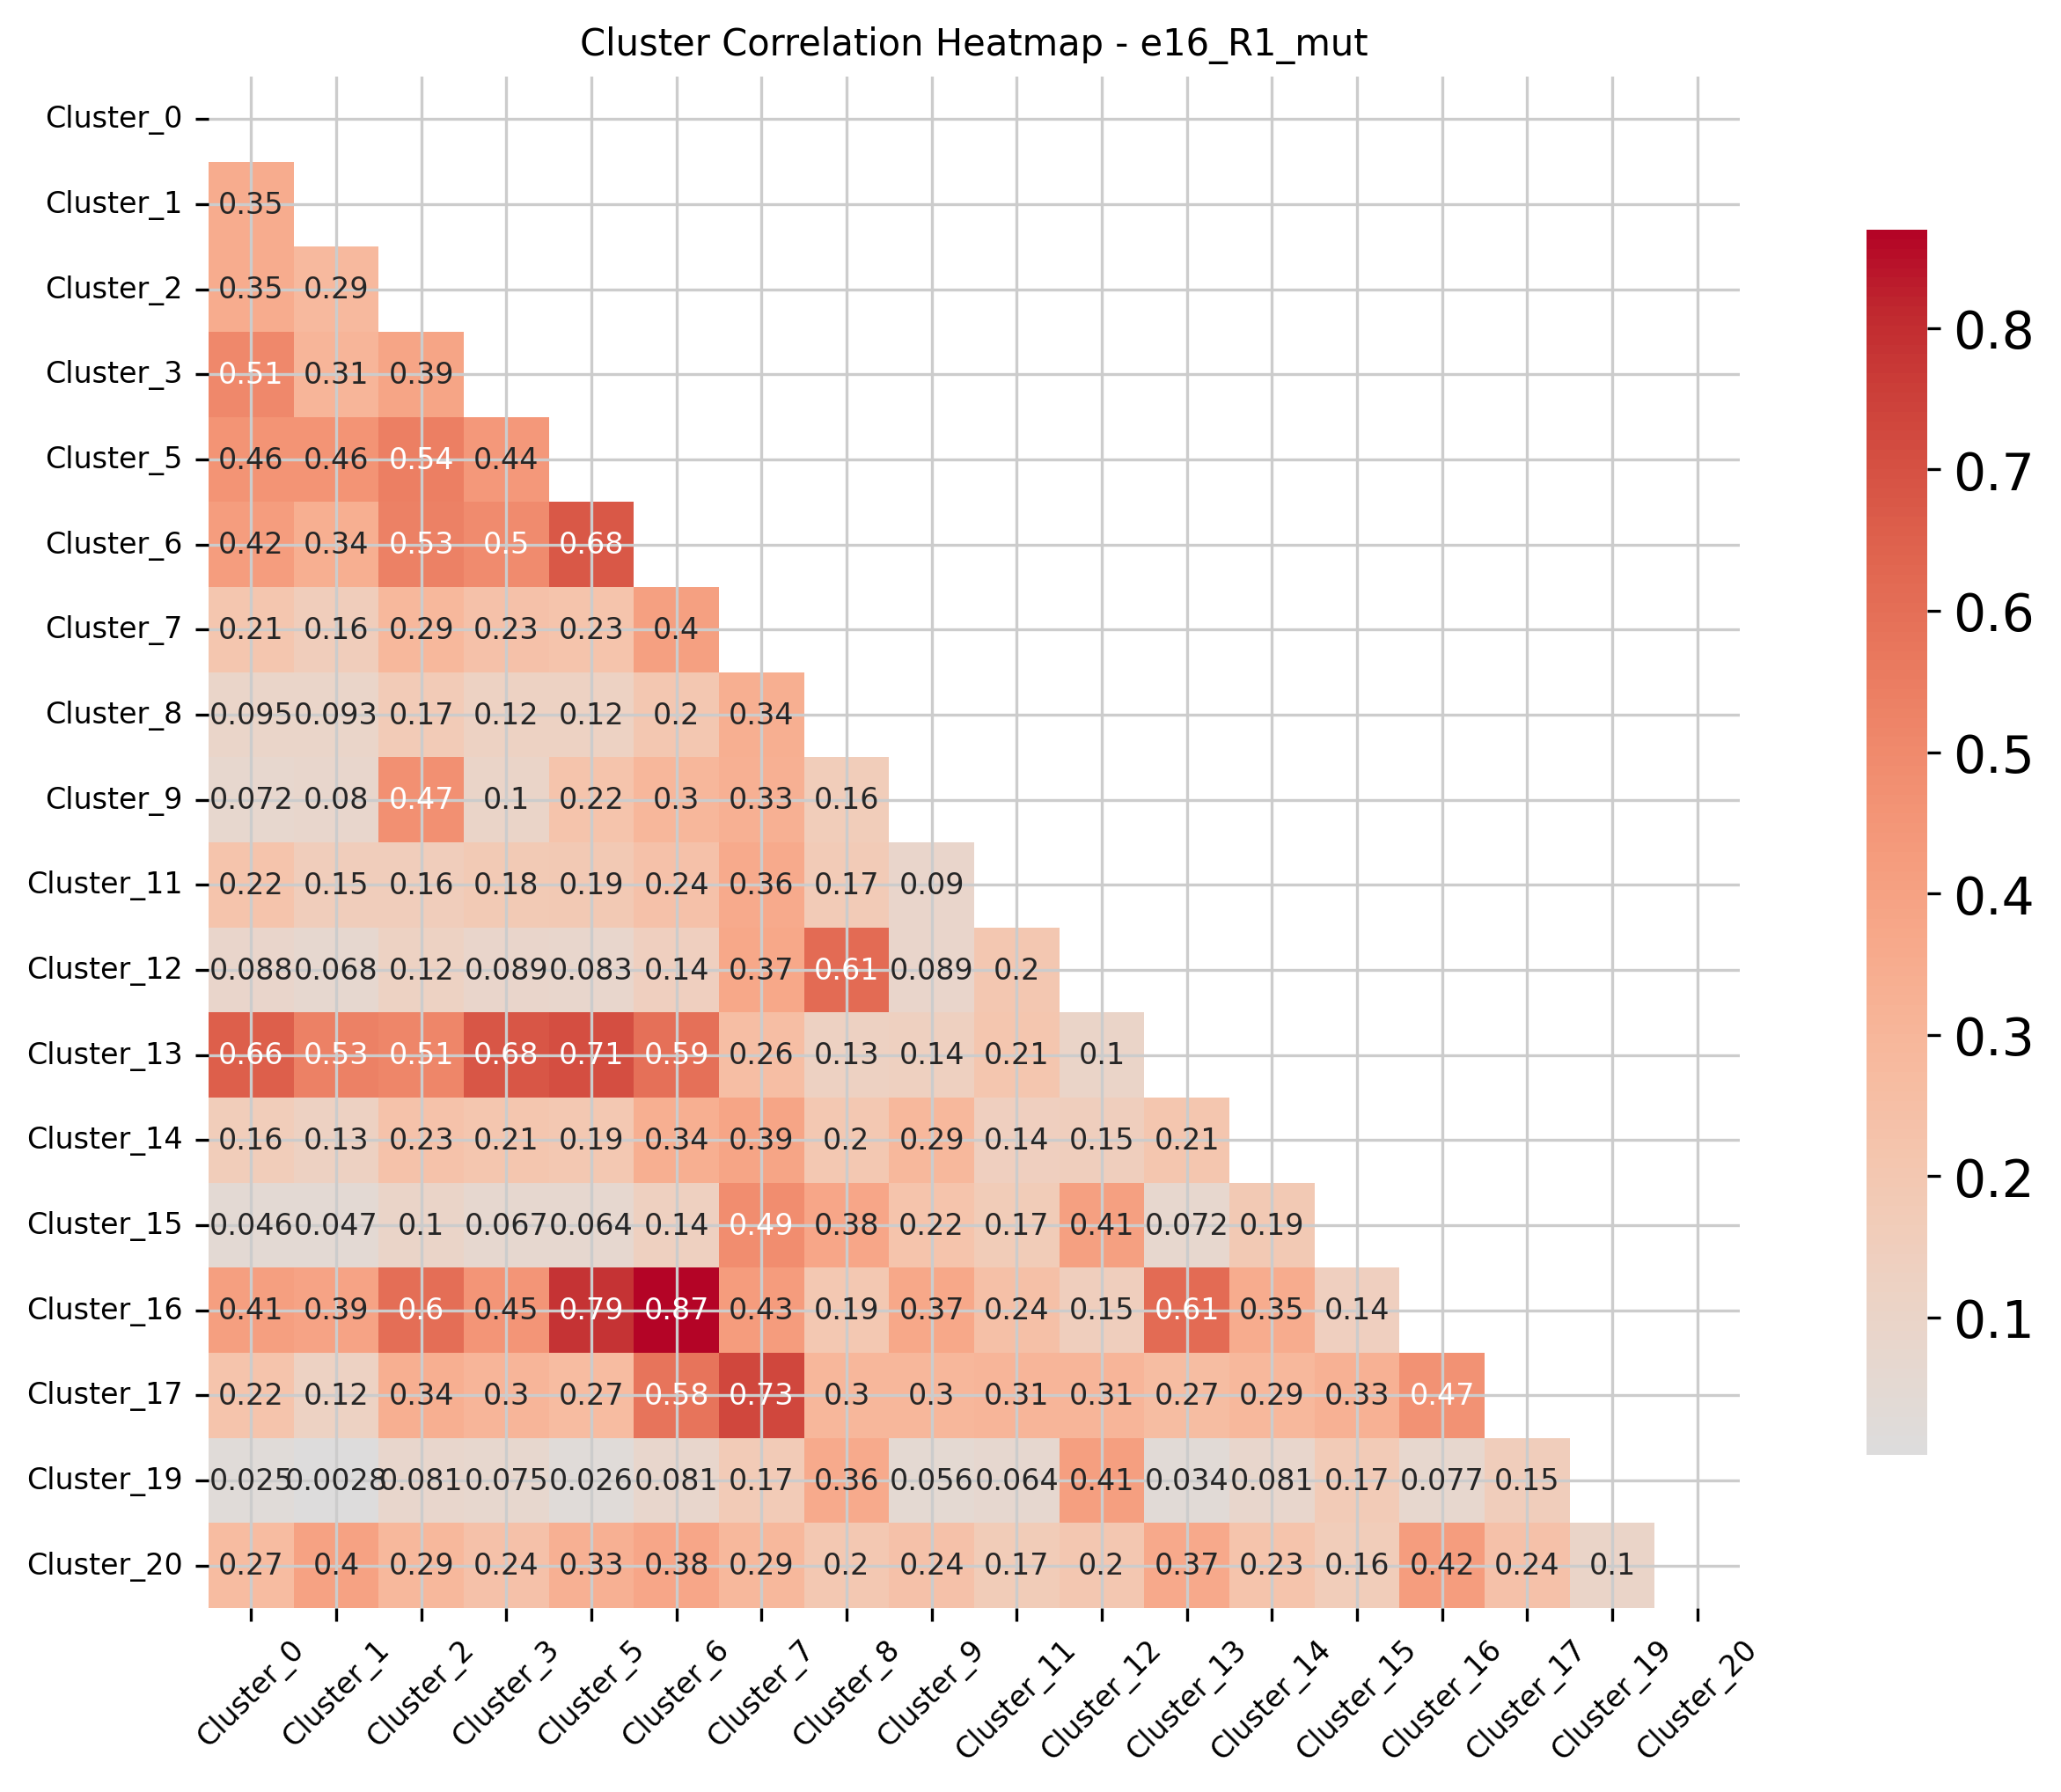 Cluster Correlation Heatmap - e16_R1_mut
Cluster_0
Cluster_1 0.35
Cluster_2 0.35 0.29
Cluster_3 0.51 0.31 0.39
Cluster_5 0.46 0.46 0.54 0.44
Cluster_6 0.42 0.34 0.53 0.5 0.68
Cluster_7 0.21 0.16 0.29 0.23 0.23 0.4
Cluster_8 0.095 0.093 0.17 0.12 0.12 0.2 0.34
Cluster_9 0.072 0.08 0.47 0.1 0.22 0.3 0.33 0.16
Cluster_11 0.22 0.15 0.16 0.18 0.19 0.24 0.36 0.17 0.09
Cluster_12 0.088 0.068 0.12 0.089 0.083 0.14 0.37 0.61 0.089 0.2
Cluster_13 0.66 0.53 0.51 0.68 0.71 0.59 0.26 0.13 0.14 0.21 0.1
Cluster_14 0.16 0.13 0.23 0.21 0.19 0.34 0.39 0.2 0.29 0.14 0.15 0.21
Cluster_15 0.046 0.047 0.1 0.067 0.064 0.14 0.49 0.38 0.22 0.17 0.41 0.072 0.19
Cluster_16 0.41 0.39 0.6 0.45 0.79 0.87 0.43 0.19 0.37 0.24 0.15 0.61 0.35 0.14
Cluster_17 0.22 0.12 0.34 0.3 0.27 0.58 0.73 0.3 0.3 0.31 0.31 0.27 0.29 0.33 0.47
Cluster_19 0.025 0.0028 0.081 0.075 0.026 0.081 0.17 0.36 0.056 0.064 0.41 0.034 0.081 0.17 0.077 0.15
Cluster_20 0.27 0.4 0.29 0.24 0.33 0.38 0.29 0.2 0.24 0.17 0.2 0.37 0.23 0.16 0.42 0.24 0.1
Cluster_0 Cluster_1 Cluster_2 Cluster_3 Cluster_5 Cluster_6 Cluster_7 Cluster_8 Cluster_9 Cluster_11 Cluster_12 Cluster_13 Cluster_14 Cluster_15 Cluster_16 Cluster_17 Cluster_19 Cluster_20
0.8
0.7
0.6
0.5
0.4
0.3
0.2
0.1